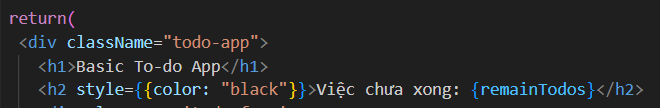 return(
<div className="todo-app">
<h1>Basic To-do App</h1>
<h2 style={{color: "black"}}>Việc chưa xong: {remainTodos}</h2>